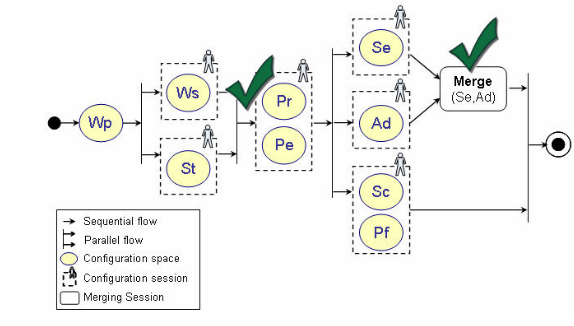 Wp
Ws
St
Pr
Pe
Se
Ad
Sc
Pf
Merge
(Se,Ad)
Sequential flow
Parallel flow
Configuration space
Configuration session
Merging Session